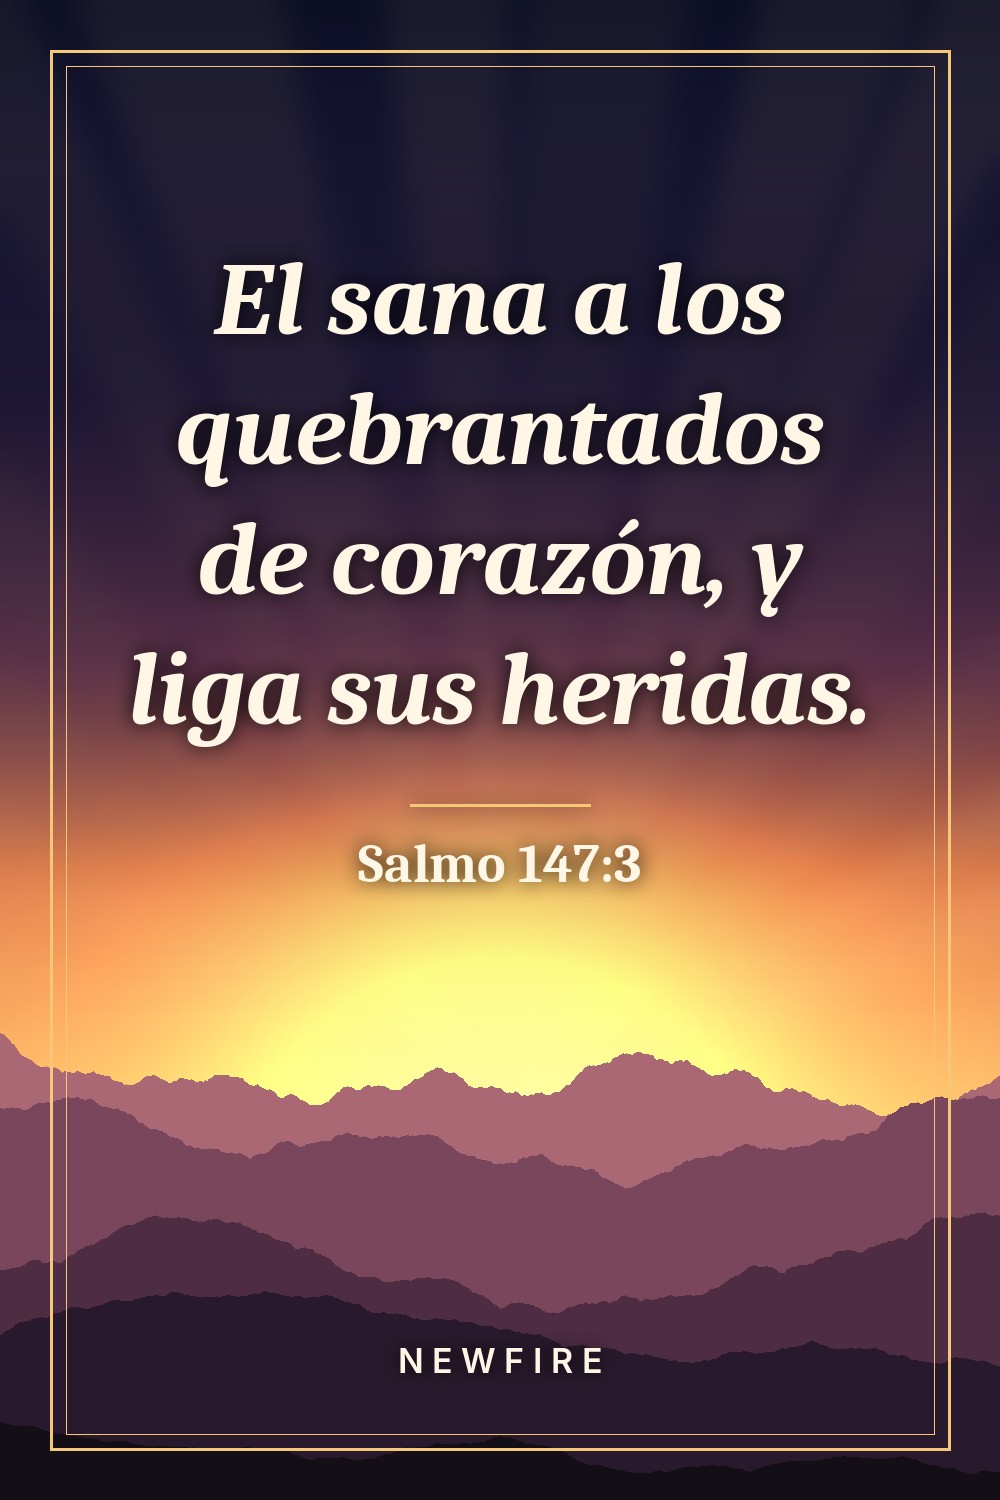 El sana a los
quebrantados
de corazón, y
liga sus heridas.
Salmo 147:3
NEWFIRE